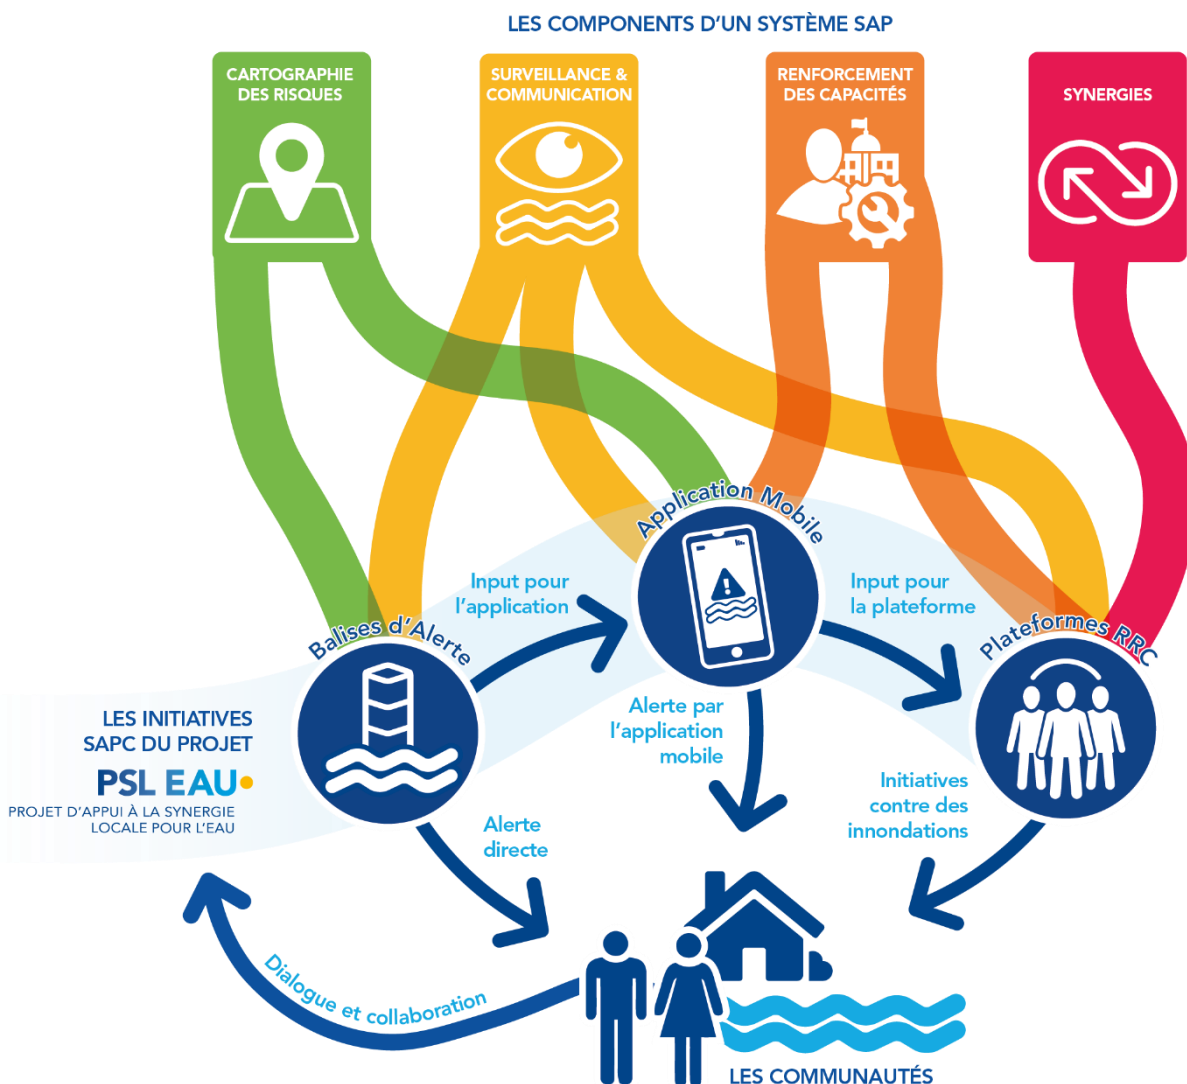 LES COMPONENTS D'UN SYSTÈME SAP
CARTOGRAPHIE
DES RISQUES
SURVEILLANCE &
COMMUNICATION
RENFORCEMENT
DES CAPACITÉS
SYNERGIES
Application Mobile
Input pour
l'application
Input pour
la plateforme
Balises d'Alerte
Plateformes RRC
LES INITIATIVES
SAPC DU PROJET
PSL EAU
PROJET D'APPUI À LA SYNERGIE
LOCALE POUR L'EAU
Alerte par
l'application
mobile
Initiatives
contre des
innondations
Alerte
directe
Dialogue et collaboration
LES COMMUNAUTÉS